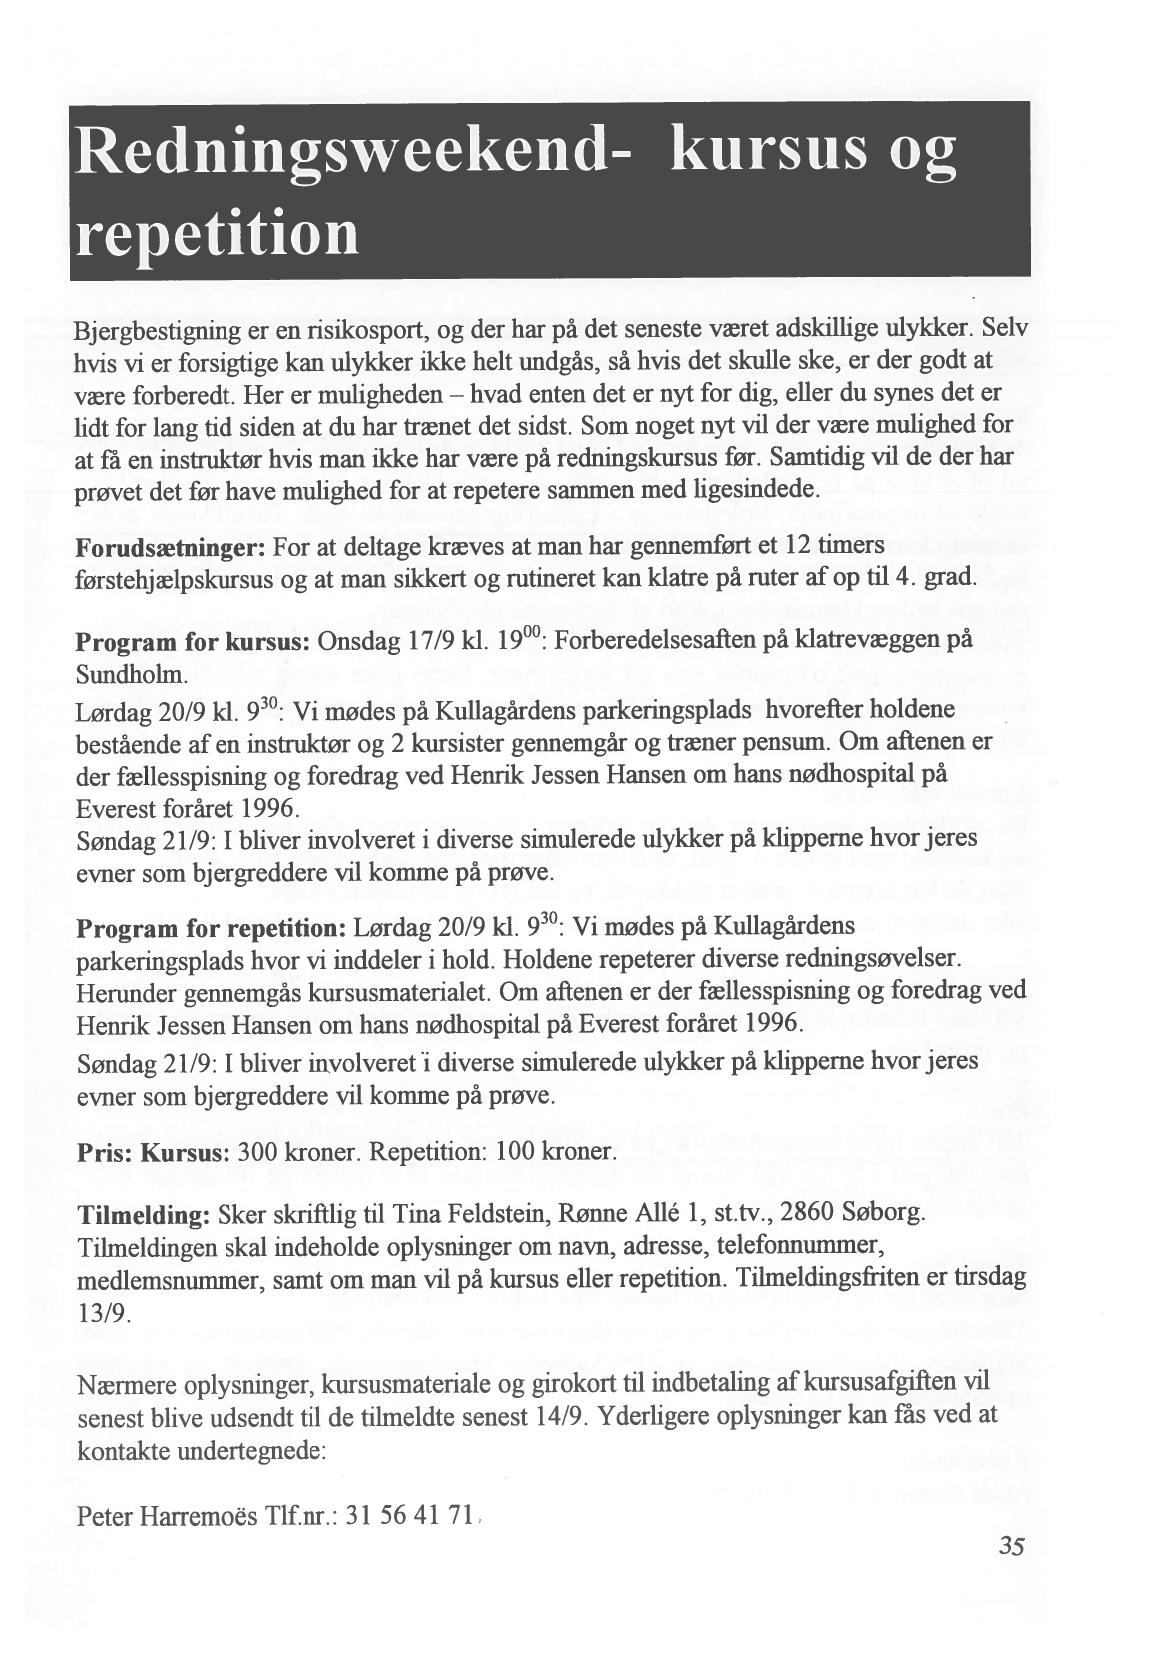 Redningsweekend- kursus og
repetition
Bjergbestigning er en risikosport, og der har på det seneste været adskillige ulykker. Selv
hvis vi er forsigtige kan ulykker ikke helt undgås, så hvis det skulle ske, er der godt at
være forberedt. Her er muligheden – hvad enten det er nyt for dig, eller du synes det er
lidt for lang tid siden at du har trænet det sidst. Som noget nyt vil der være mulighed for
at få en instruktør hvis man ikke har være på redningskursus før. Samtidig vil de der har
prøvet det før have mulighed for at repetere sammen med ligesindede.
Forudsætninger: For at deltage kræves at man har gennemført et 12 timers
førstehjælpskursus og at man sikkert og rutineret kan klatre på ruter af op til 4. grad.
Program for kursus: Onsdag 17/9 kl. 19⁰⁰: Forberedelsesaften på klatrevæggen på
Sundholm.
Lørdag 20/9 kl. 9³⁰: Vi mødes på Kullagårdens parkeringsplads hvorefter holdene
bestående af en instruktør og 2 kursister gennemgår og træner pensum. Om aftenen er
der fællesspisning og foredrag ved Henrik Jessen Hansen om hans nødhospital på
Everest foråret 1996.
Søndag 21/9: I bliver involveret i diverse simulerede ulykker på klipperne hvor jeres
evner som bjergreddere vil komme på prøve.
Program for repetition: Lørdag 20/9 kl. 9³⁰: Vi mødes på Kullagårdens
parkeringsplads hvor vi inddeler i hold. Holdene repeterer diverse redningsøvelser.
Herunder gennemgås kursusmaterialet. Om aftenen er der fællesspisning og foredrag ved
Henrik Jessen Hansen om hans nødhospital på Everest foråret 1996.
Søndag 21/9: I bliver involveret i diverse simulerede ulykker på klipperne hvor jeres
evner som bjergreddere vil komme på prøve.
Pris: Kursus: 300 kroner. Repetition: 100 kroner.
Tilmelding: Sker skriftlig til Tina Feldstein, Rønne Allé 1, st.tv., 2860 Søborg.
Tilmeldingen skal indeholde oplysninger om navn, adresse, telefonnummer,
medlemsnummer, samt om man vil på kursus eller repetition. Tilmeldingsfriten er tirsdag
13/9.
Nærmere oplysninger, kursusmateriale og girokort til indbetaling af kursusafgiften vil
senest blive udsendt til de tilmeldte senest 14/9. Yderligere oplysninger kan fås ved at
kontakte undertegnede:
Peter Harremoës Tlf.nr.: 31 56 41 71.
35